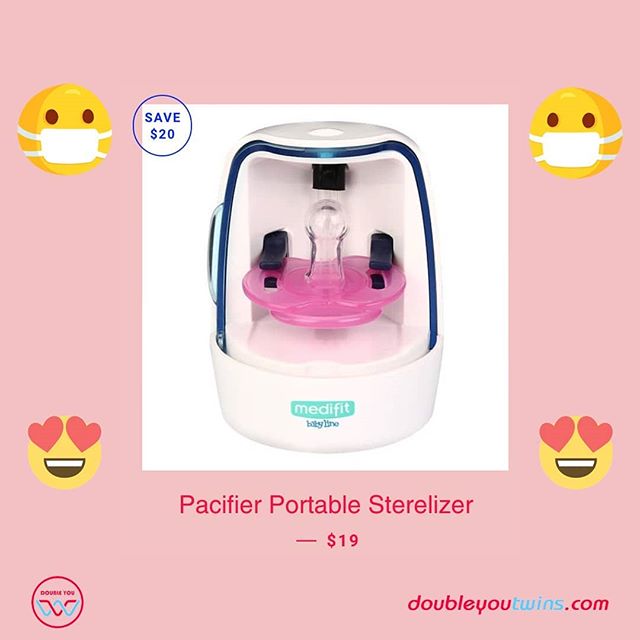 SAVE
$20
medifit
baby line
Pacifier Portable Sterelizer
— $19
DOUBLE YOU
doubleyoutwins.com